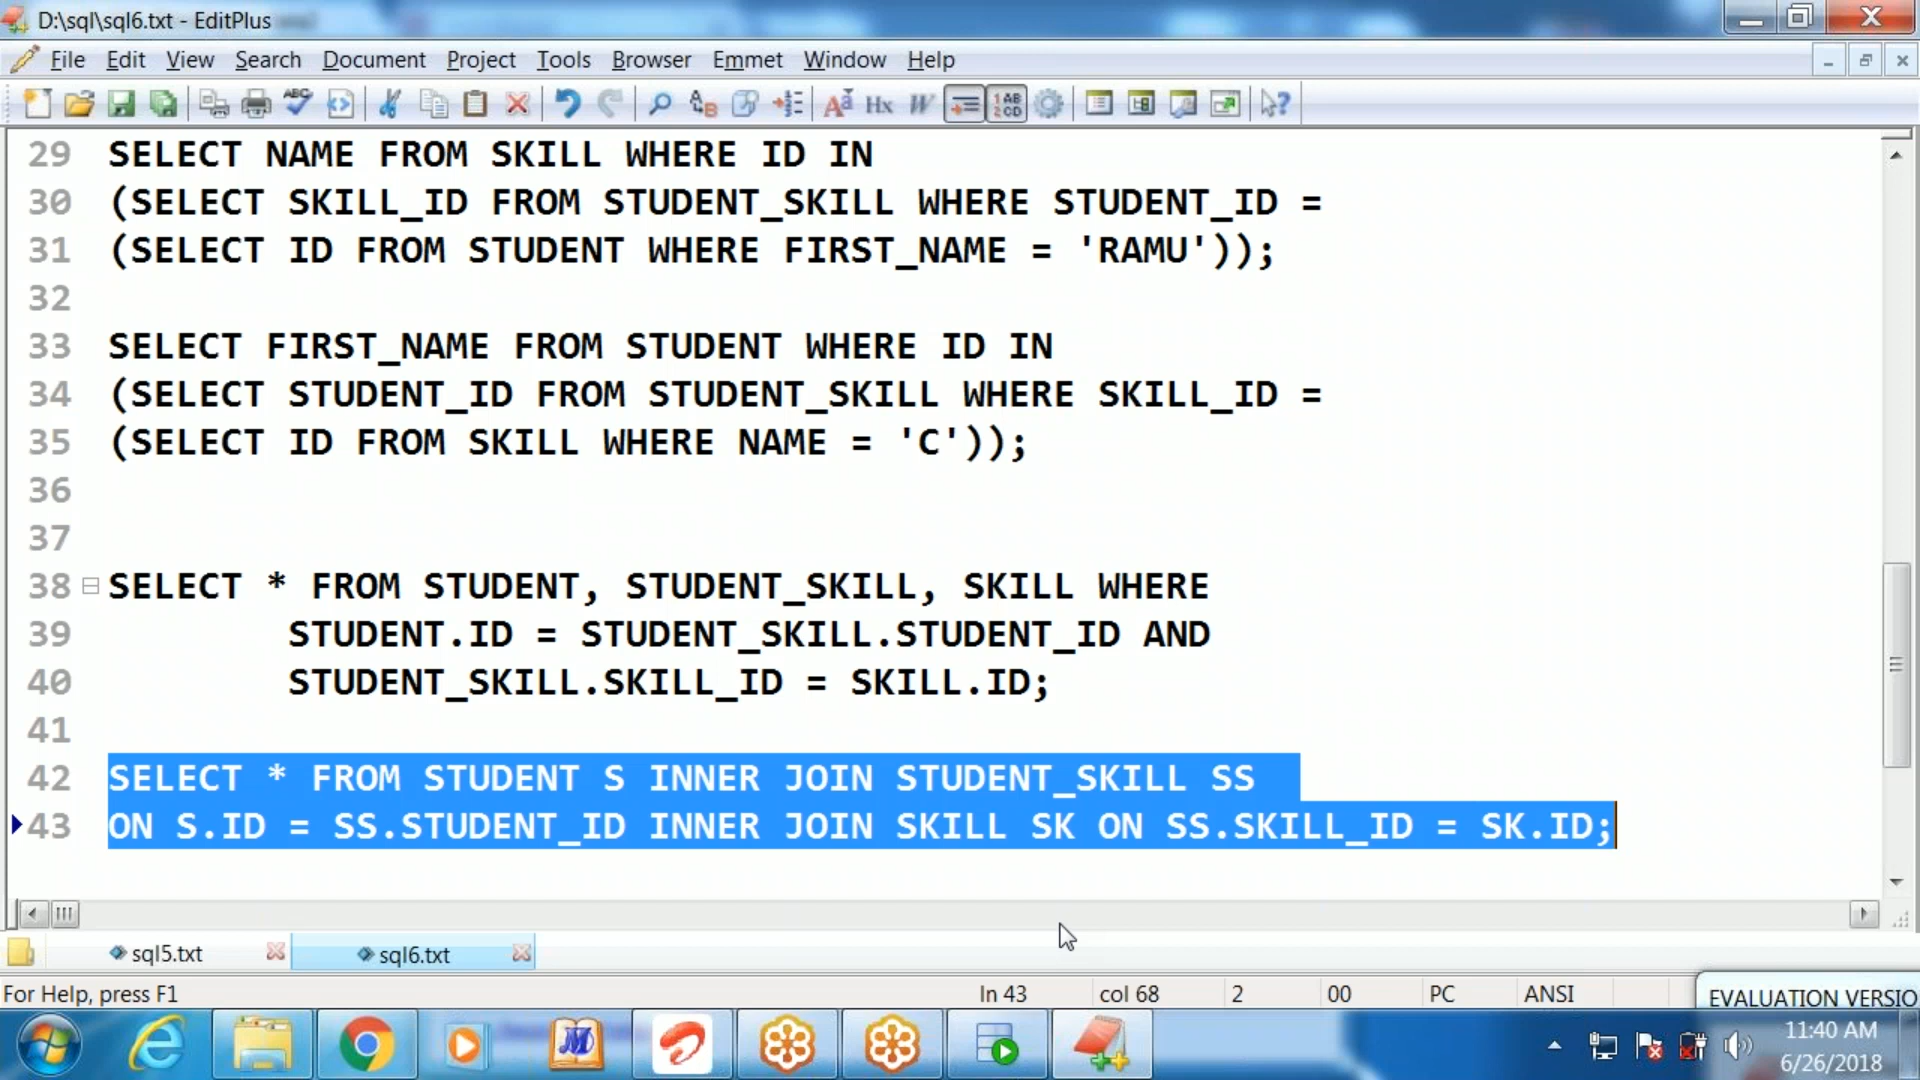 D:\sql\sql6.txt - EditPlus
File Edit View Search Document Project Tools Browser Emmet Window Help
29 SELECT NAME FROM SKILL WHERE ID IN
30 (SELECT SKILL_ID FROM STUDENT_SKILL WHERE STUDENT_ID =
31 (SELECT ID FROM STUDENT WHERE FIRST_NAME = 'RAMU'));
32
33 SELECT FIRST_NAME FROM STUDENT WHERE ID IN
34 (SELECT STUDENT_ID FROM STUDENT_SKILL WHERE SKILL_ID =
35 (SELECT ID FROM SKILL WHERE NAME = 'C'));
36
37
38 SELECT * FROM STUDENT, STUDENT_SKILL, SKILL WHERE
39 STUDENT.ID = STUDENT_SKILL.STUDENT_ID AND
40 STUDENT_SKILL.SKILL_ID = SKILL.ID;
41
42 SELECT * FROM STUDENT S INNER JOIN STUDENT_SKILL SS
43 ON S.ID = SS.STUDENT_ID INNER JOIN SKILL SK ON SS.SKILL_ID = SK.ID;
sql5.txt sql6.txt
For Help, press F1 ln 43 col 68 2 00 PC ANSI EVALUATION VERSIO
11:40 AM
6/26/2018